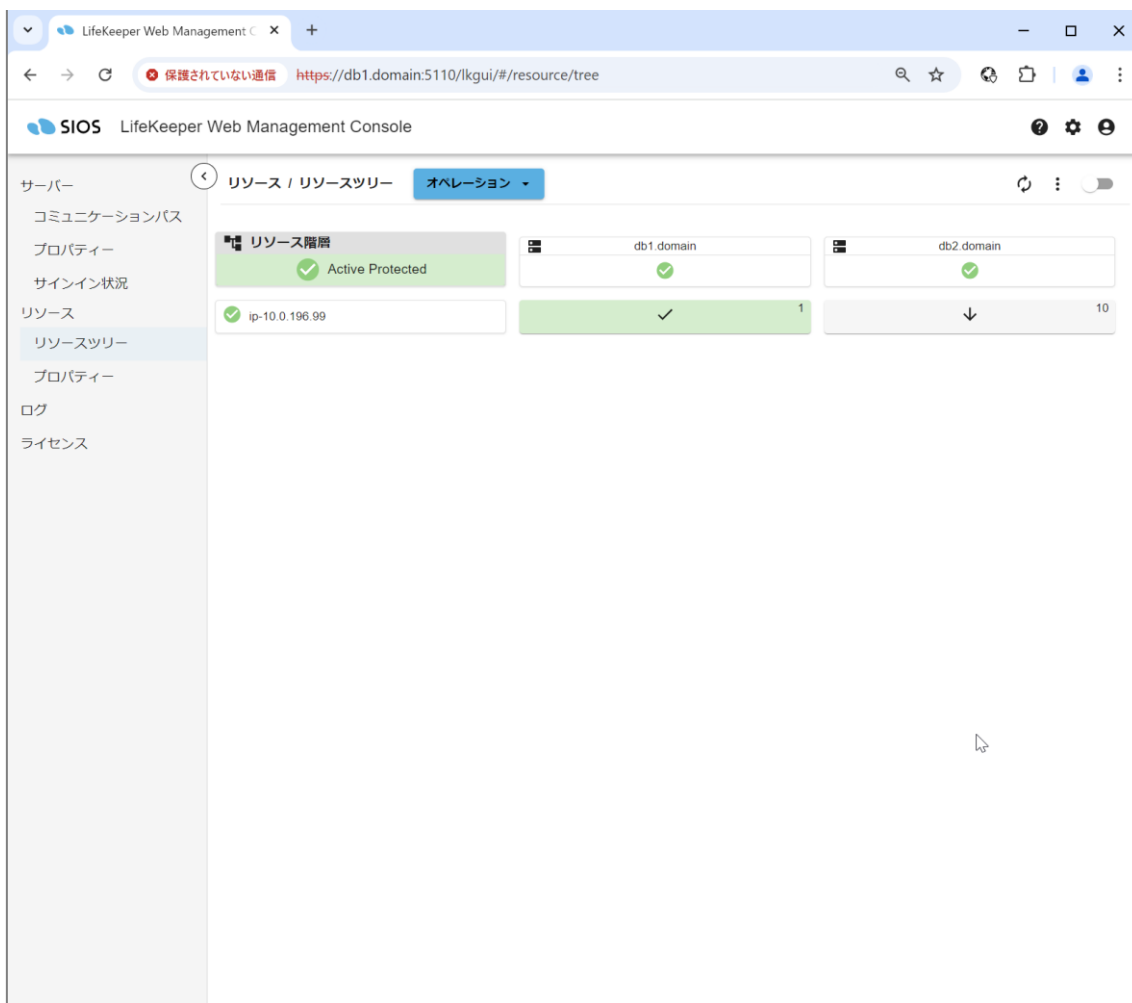 LifeKeeper Web Management C
保護されていない通信 https://db1.domain:5110/lkgui/#/resource/tree
SIOS LifeKeeper Web Management Console
サーバー
コミュニケーションパス
プロパティー
サインイン状況
リソース
リソースツリー
プロパティー
ログ
ライセンス
リソース / リソースツリー オペレーション
リソース階層 db1.domain db2.domain
Active Protected
ip-10.0.196.99 1 10